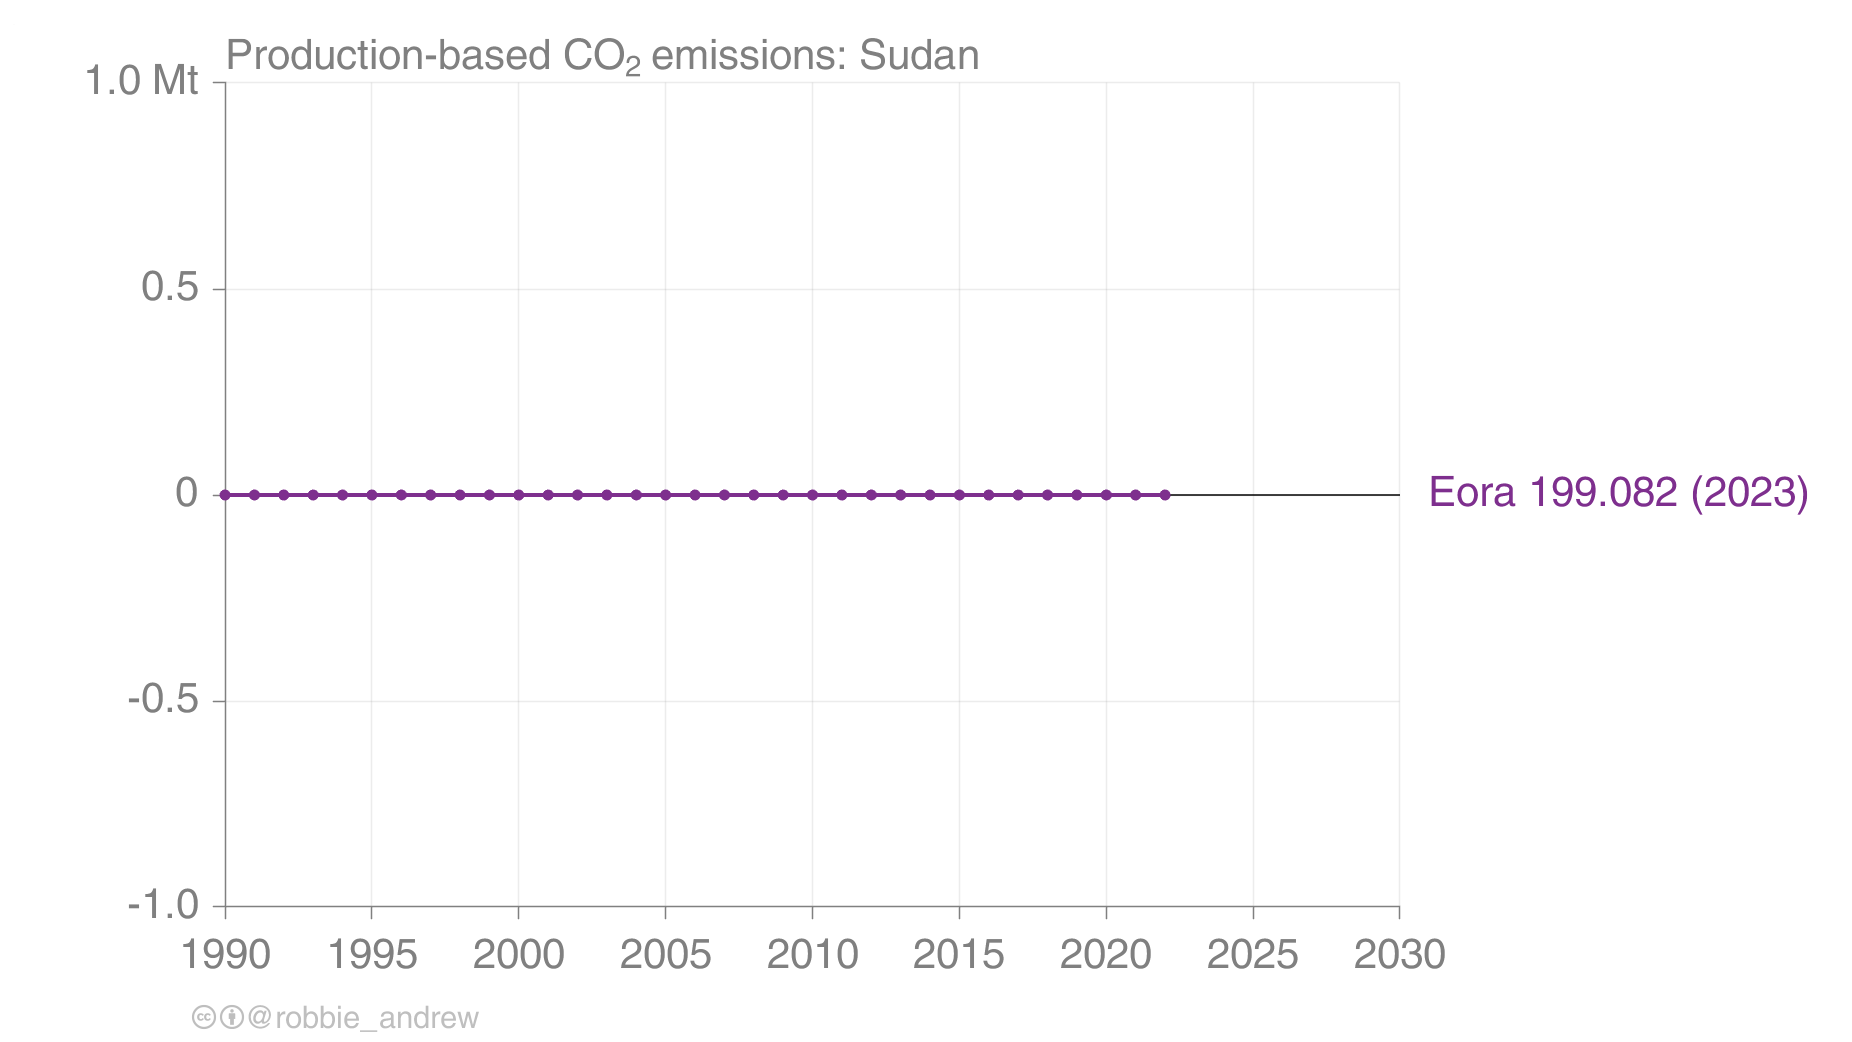 Production-based CO₂ emissions: Sudan
1.0 Mt
0.5
0
-0.5
-1.0
Eora 199.082 (2023)
1990 1995 2000 2005 2010 2015 2020 2025 2030
cc @robbie_andrew